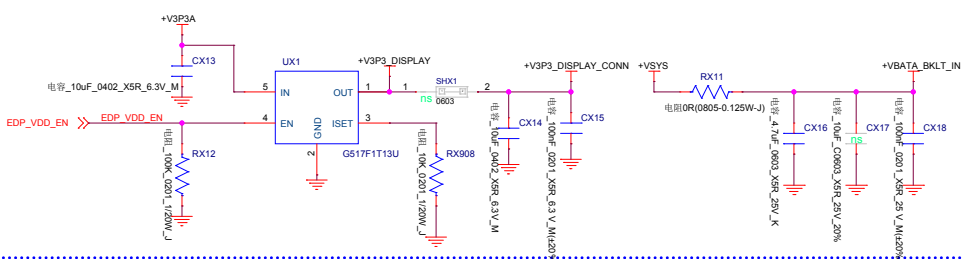 +V3P3A
CX13
电容_10uF_0402_X5R_6.3V_M
EDP_VDD_EN
EDP_VDD_EN
RX12
电阻_100K_0201_1/20W_J
UX1
5
IN
OUT
1
4
EN
ISET
3
GND
2
G517F1T13U
RX908
电阻_10K_0201_1/20W_J
+V3P3_DISPLAY
1
SHX1
2
ns
0603
+V3P3_DISPLAY_CONN
CX14
电容_10uF_0402_X5R_6.3V_M
CX15
电容_100nF_0201_X5R_6.3 V_M(±20%
+VSYS
RX11
电阻0R(0805-0.125W-J)
+VBATA_BKLT_IN
CX16
电容_4.7uF_0603_X5R_25V_K
CX17
ns
电容_10uF_C0603_X5R_25V_20%
CX18
电容_100nF_0201_X5R_25 V_M(±20%